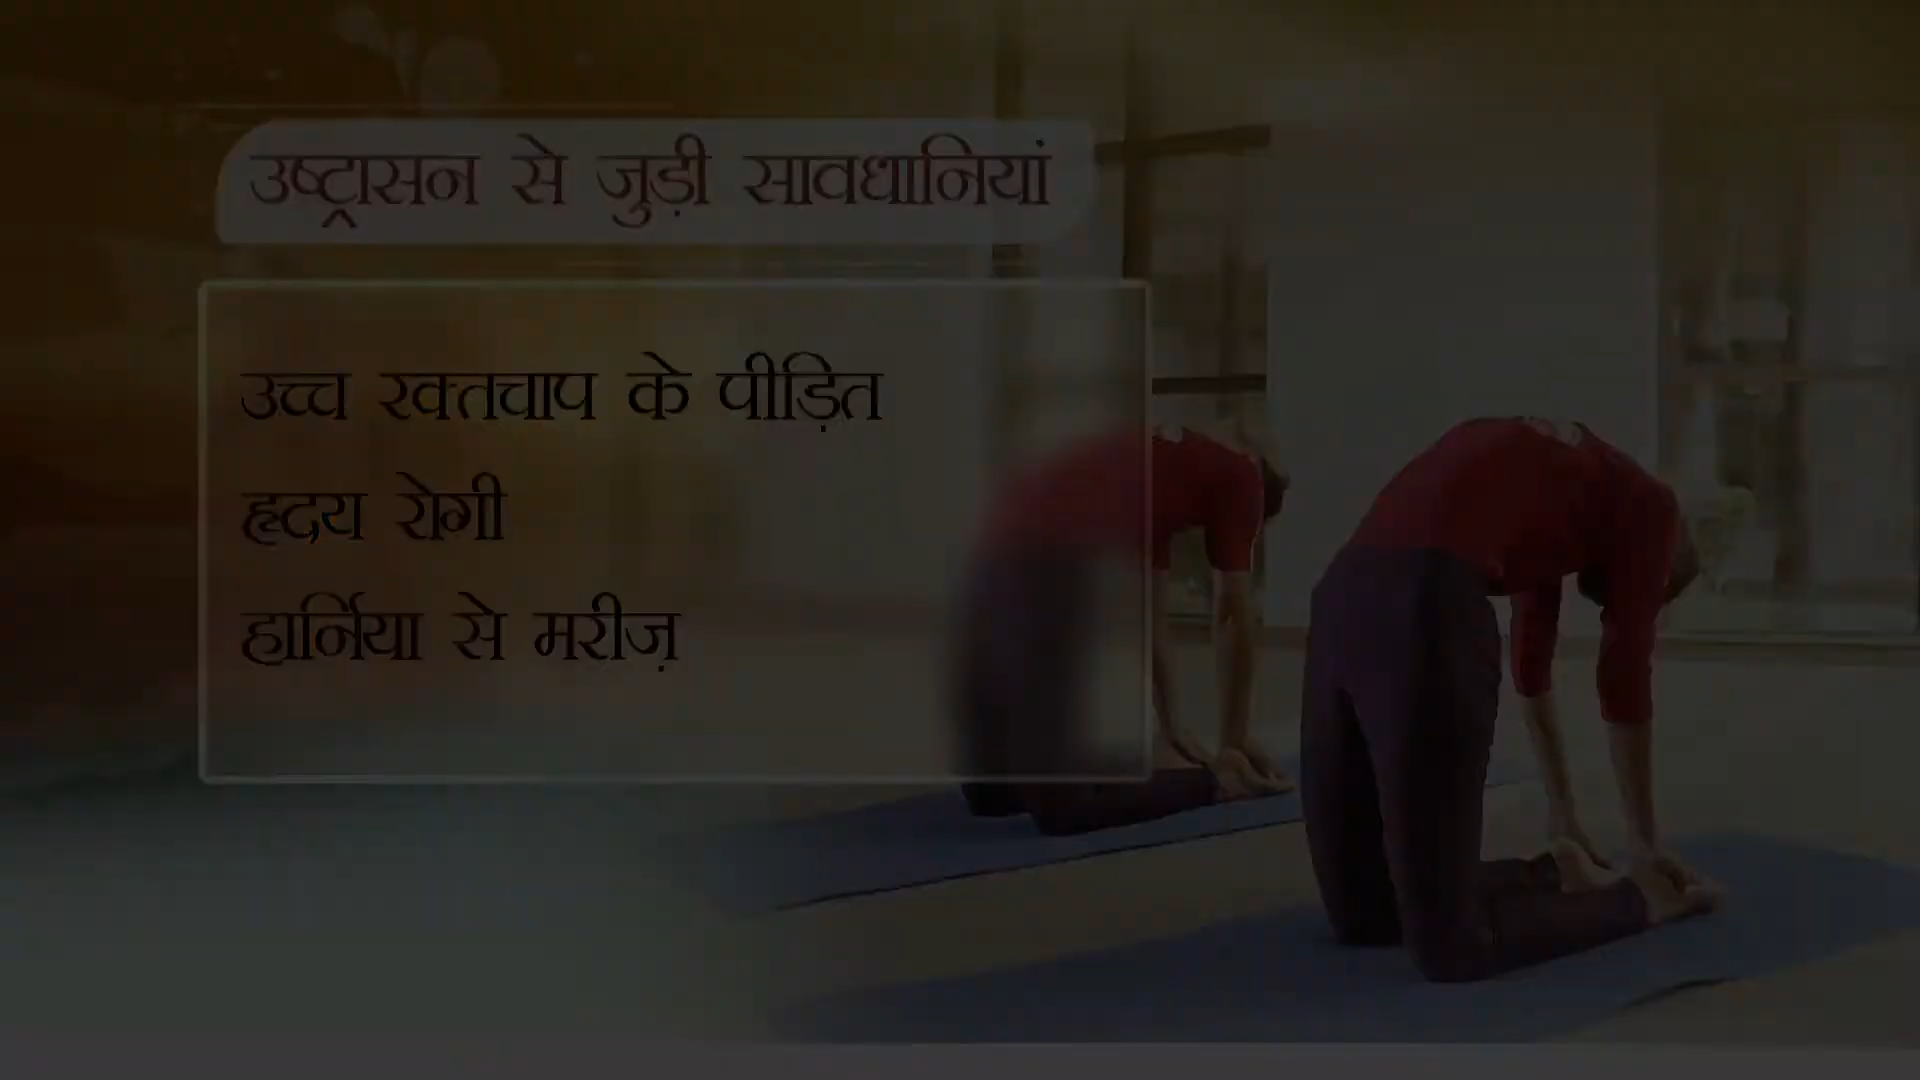 उष्ट्रासन से जुड़ी सावधानियां
उच्च रक्तचाप के पीड़ित
हृदय रोगी
हार्निया से मरीज़